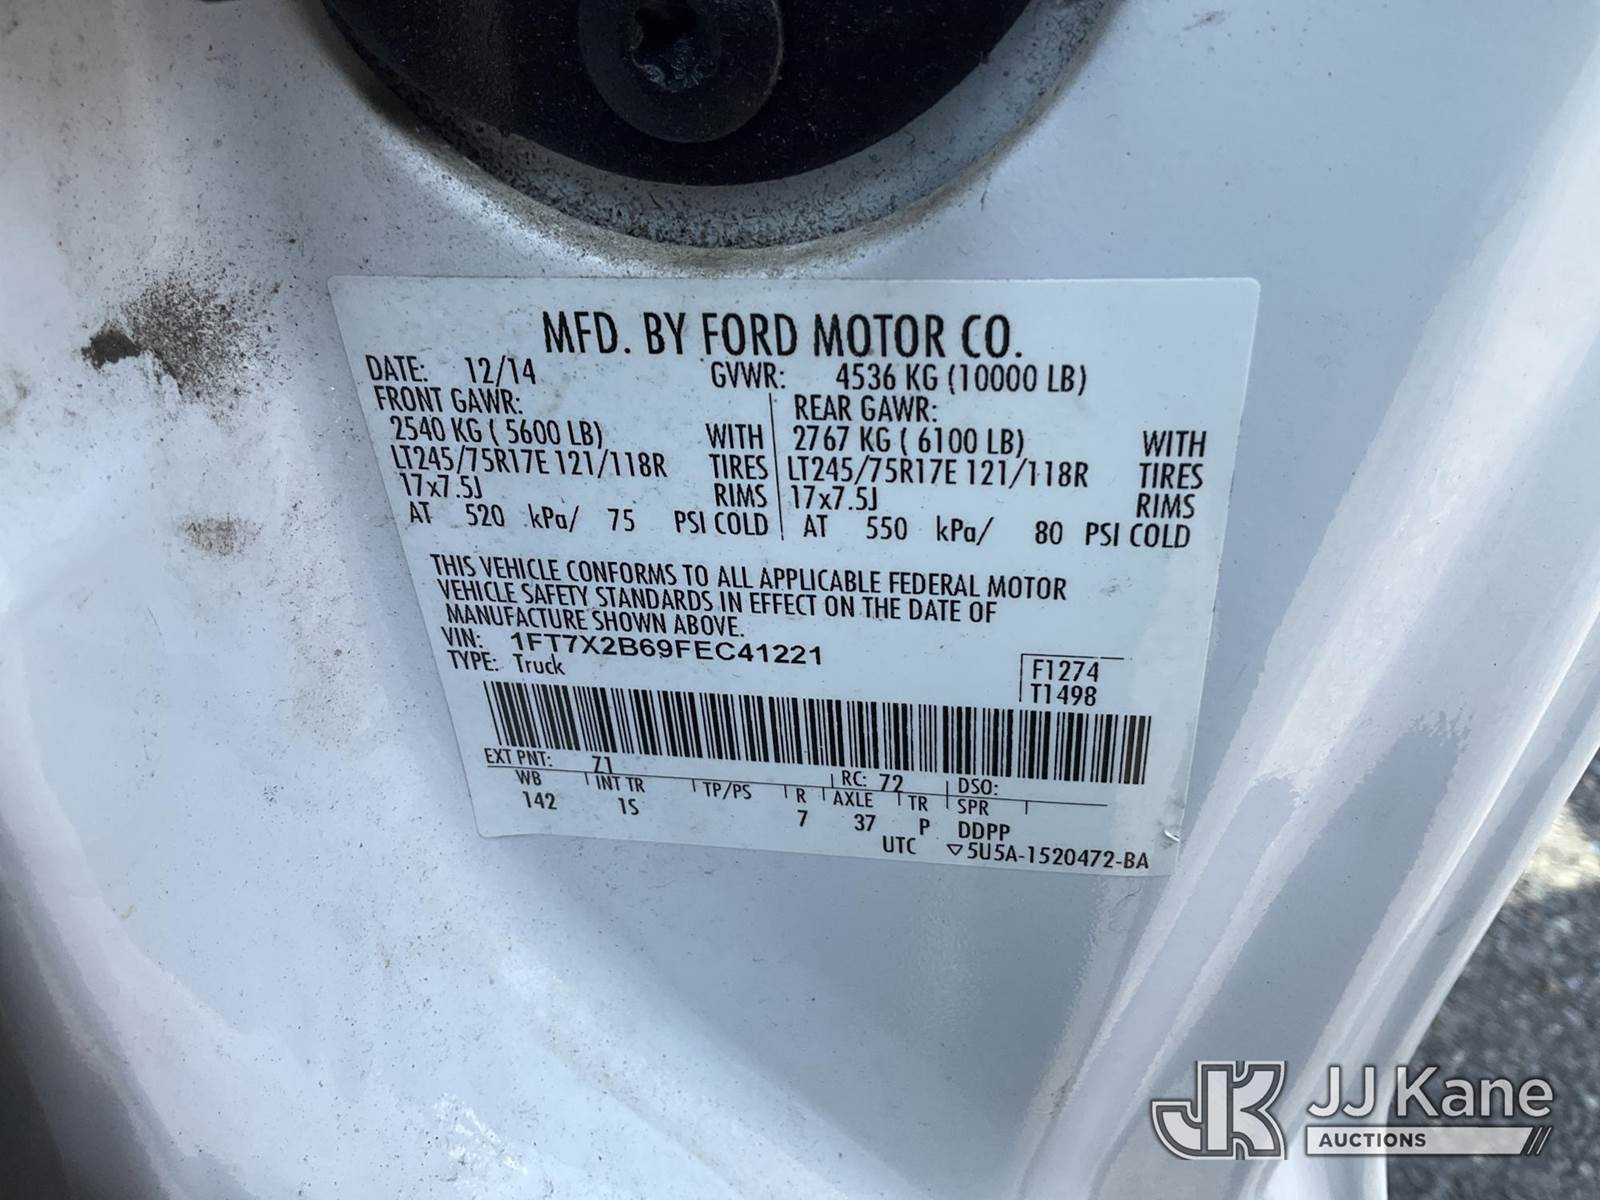 MFD. BY FORD MOTOR CO.
DATE: 12/14 GVWR: 4536 KG (10000 LB)
FRONT GAWR: REAR GAWR:
2540 KG ( 5600 LB) WITH 2767 KG ( 6100 LB) WITH
LT245/75R17E 121/118R TIRES LT245/75R17E 121/118R TIRES
17x7.5J RIMS 17x7.5J RIMS
AT 520 kPa/ 75 PSI COLD AT 550 kPa/ 80 PSI COLD
THIS VEHICLE CONFORMS TO ALL APPLICABLE FEDERAL MOTOR
VEHICLE SAFETY STANDARDS IN EFFECT ON THE DATE OF
MANUFACTURE SHOWN ABOVE.
VIN: 1FT7X2B69FEC41221
TYPE: Truck
F1274
T1498
EXT PNT: Z1 RC: 72 DSO:
WB INT TR TP/PS R AXLE TR SPR
142 1S 7 37 P DDPP
UTC ▽5U5A-1520472-BA
JK JJ Kane
AUCTIONS